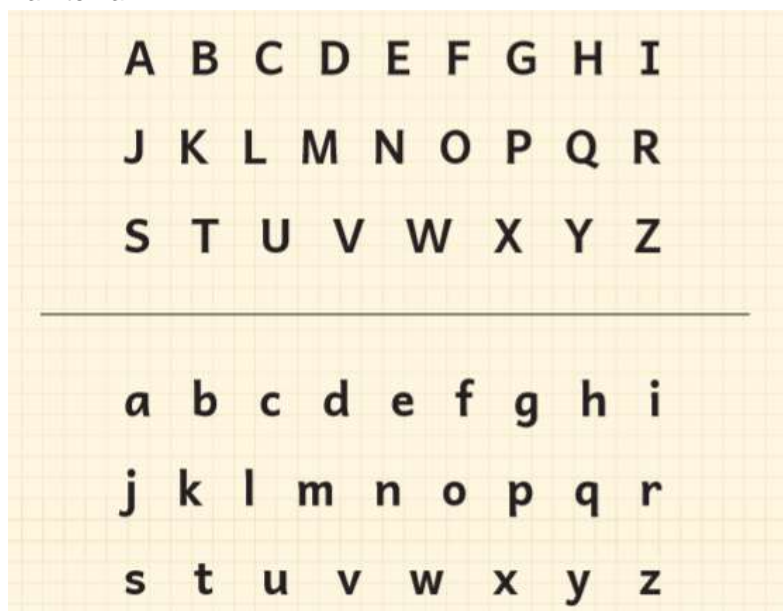 A B C D E F G H I
J K L M N O P Q R
S T U V W X Y Z
a b c d e f g h i
j k l m n o p q r
s t u v w x y z